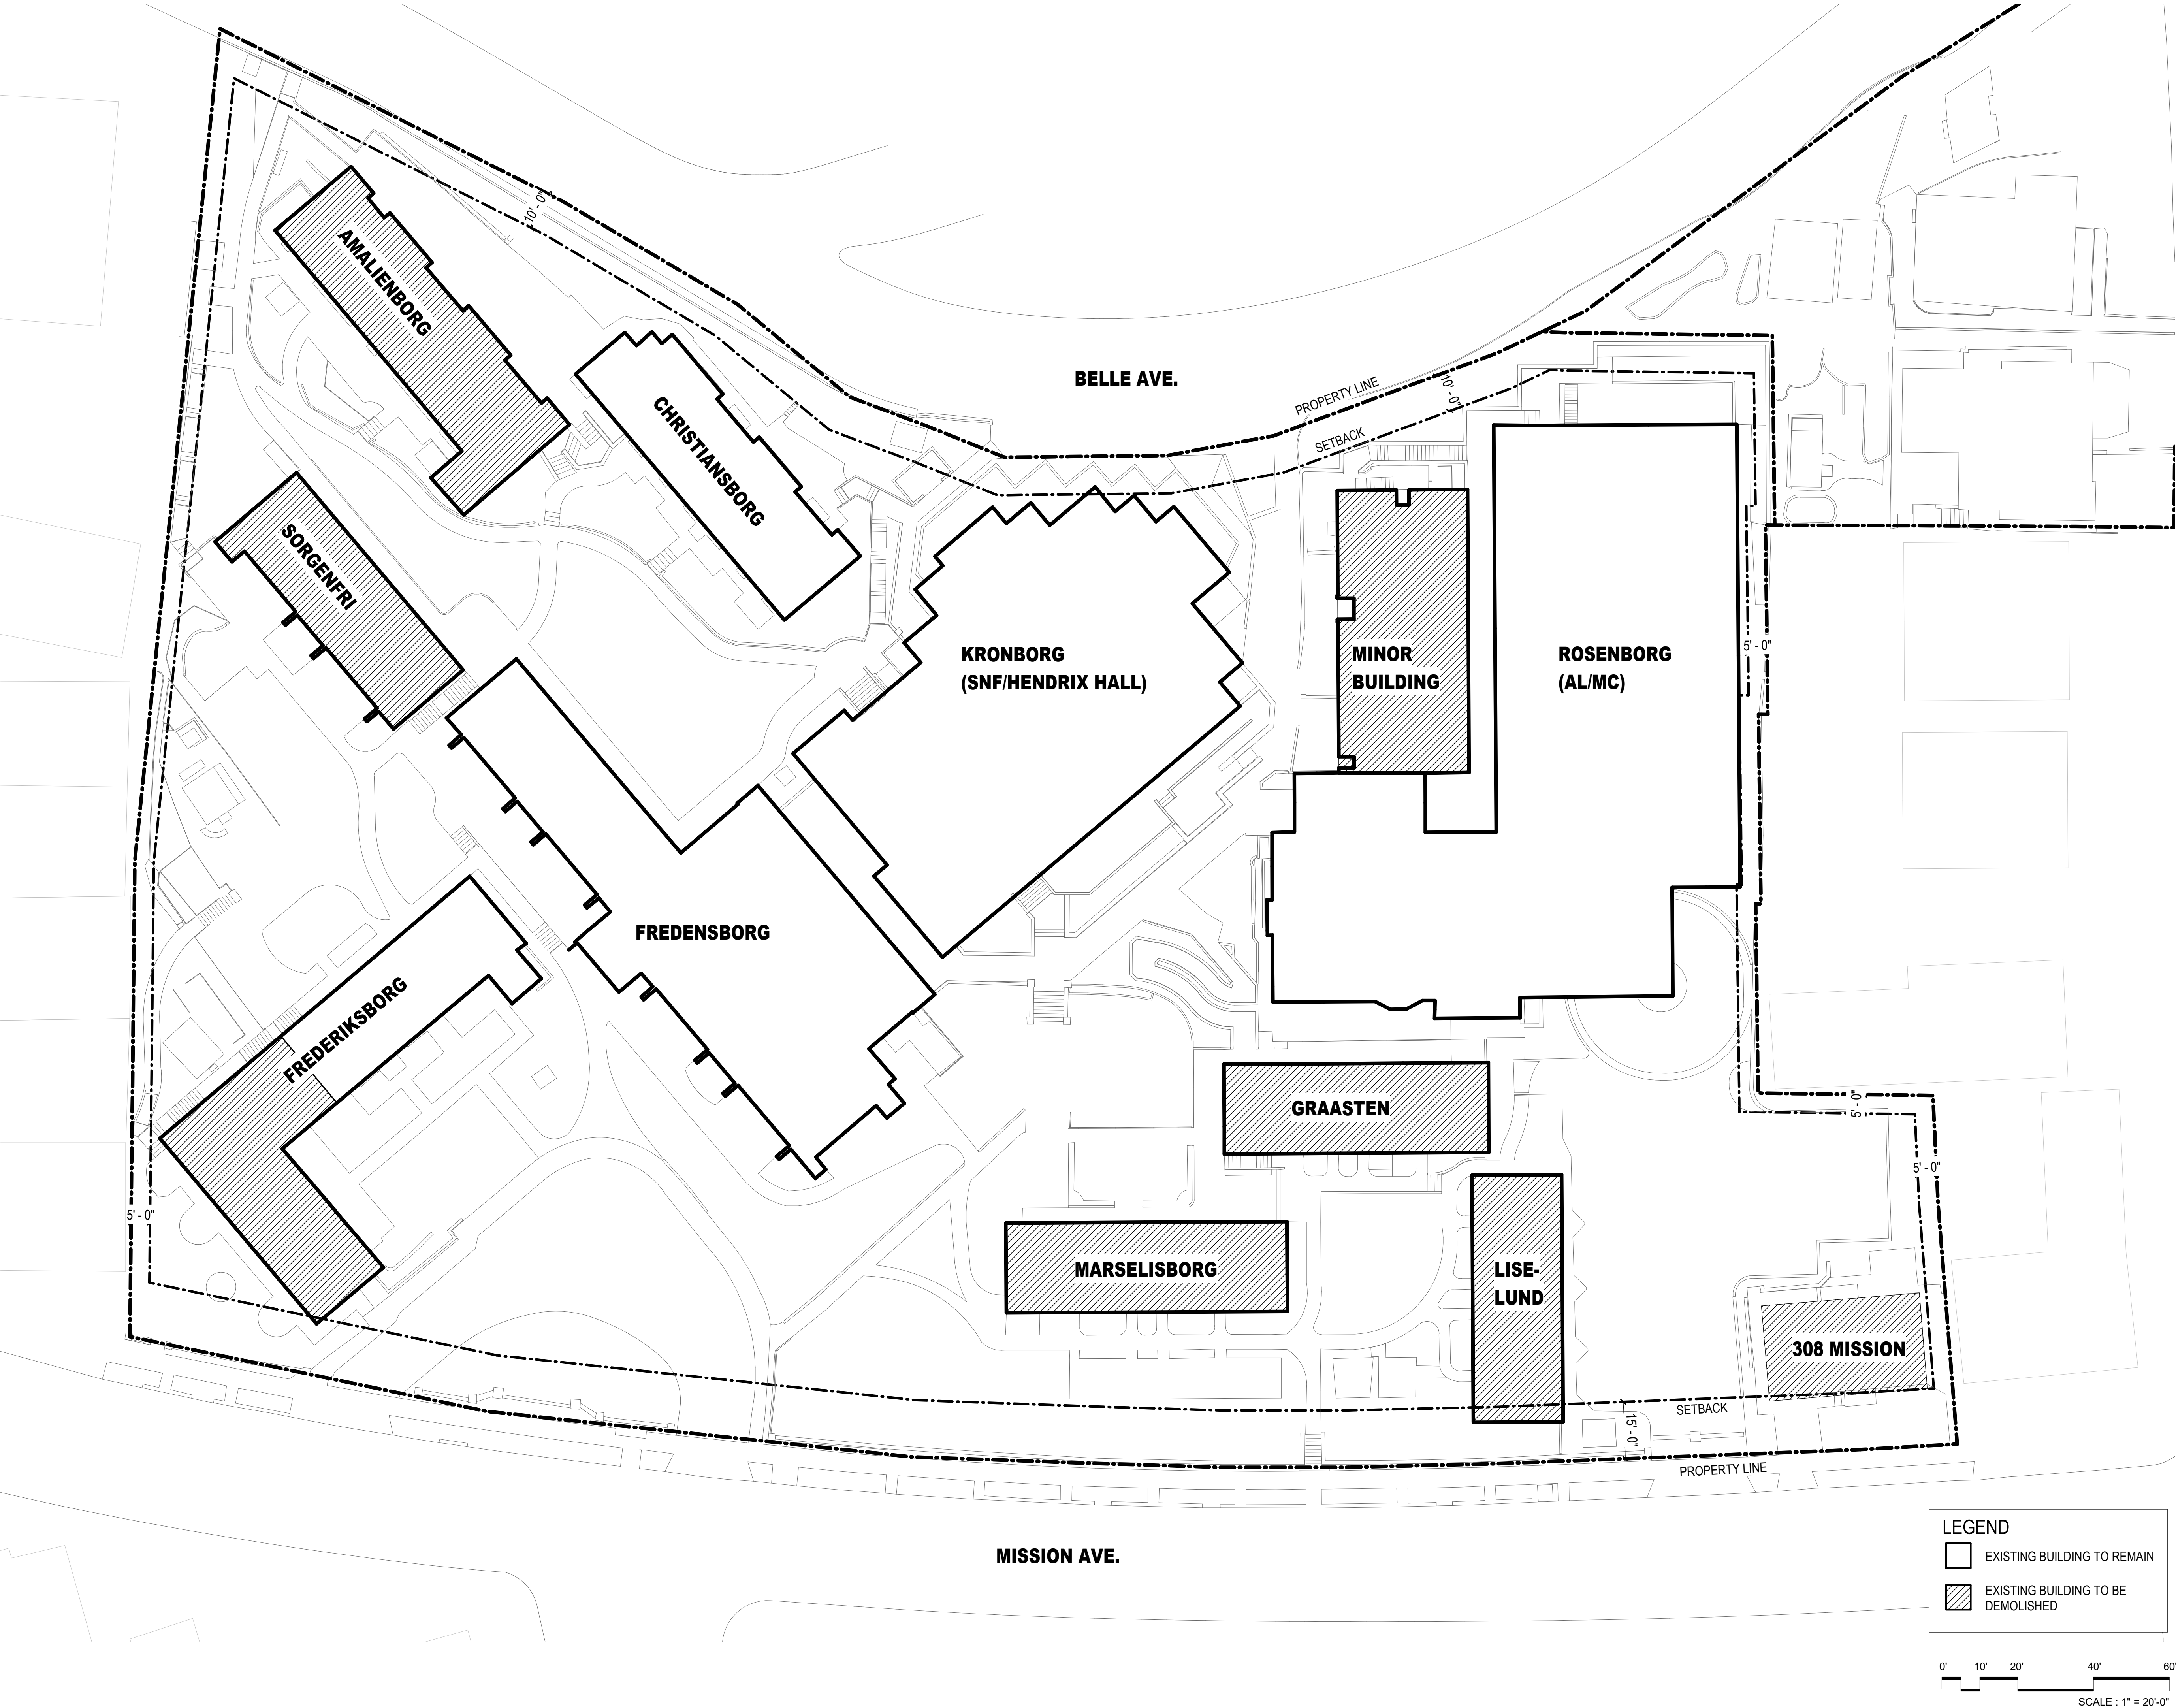 10' - 0"
AMALIENBORG
BELLE AVE.
PROPERTY LINE
10' - 0"
SETBACK
CHRISTIANSBORG
SORGENFRI
KRONBORG
(SNF/HENDRIX HALL)
MINOR
BUILDING
ROSENBORG
(AL/MC)
5' - 0"
FREDENSBORG
FREDERIKSBORG
GRAASTEN
5' - 0"
5' - 0"
5' - 0"
MARSELISBORG
LISE-
LUND
308 MISSION
SETBACK
15' - 0"
PROPERTY LINE
MISSION AVE.
LEGEND
EXISTING BUILDING TO REMAIN
EXISTING BUILDING TO BE
DEMOLISHED
0' 10' 20' 40' 60'
SCALE : 1" = 20'-0"